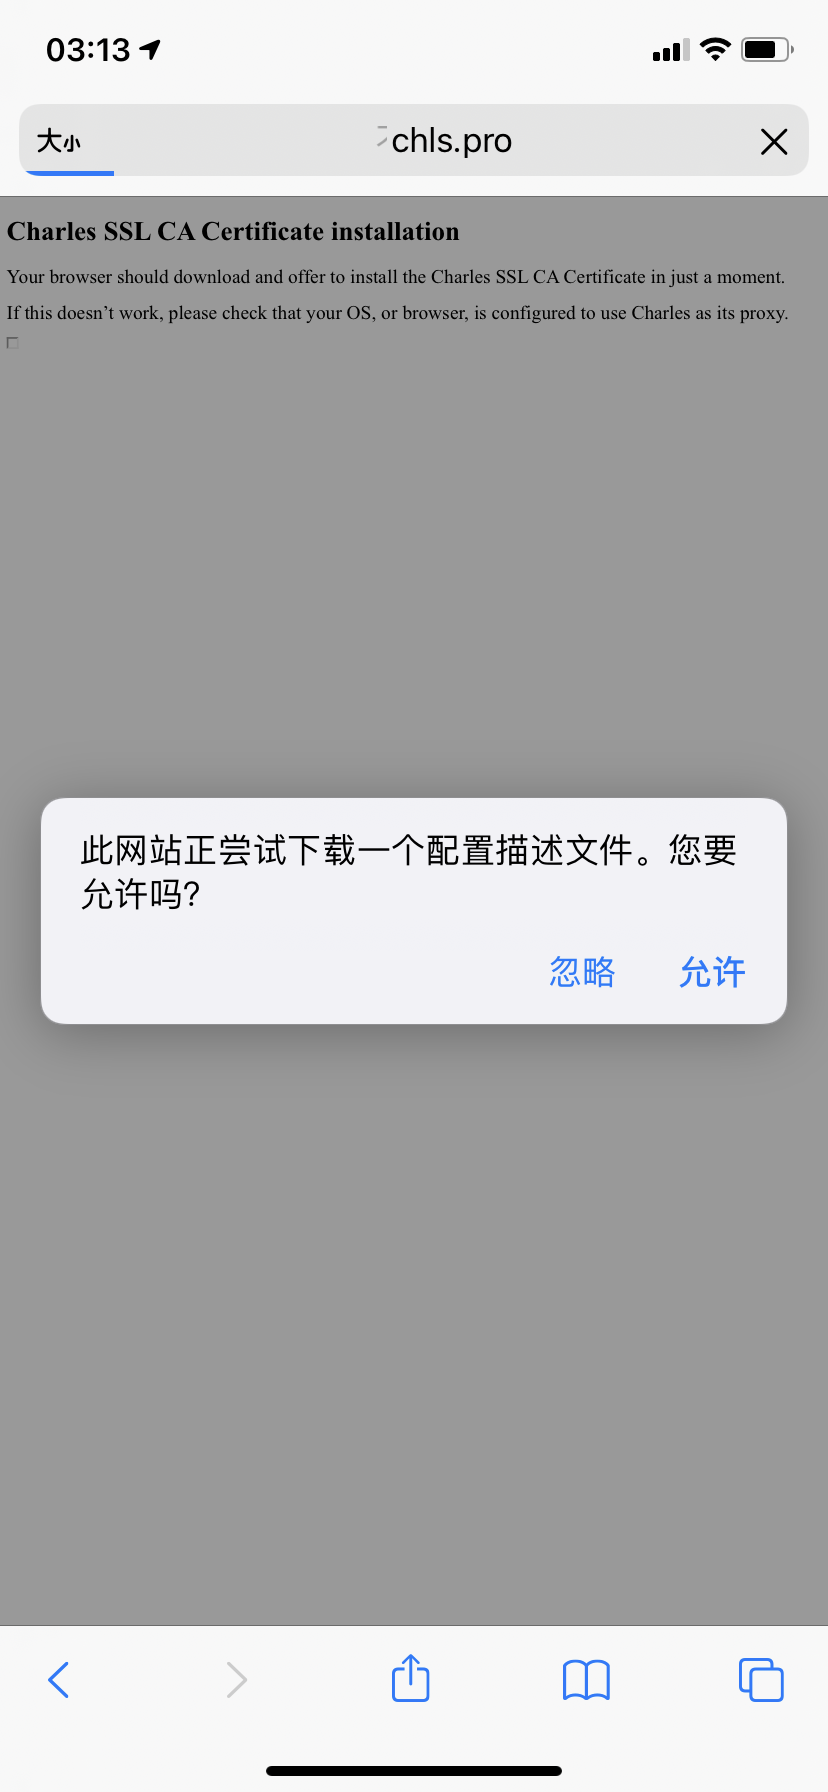 03:13
大小
chls.pro
Charles SSL CA Certificate installation
Your browser should download and offer to install the Charles SSL CA Certificate in just a moment.
If this doesn’t work, please check that your OS, or browser, is configured to use Charles as its proxy.
此网站正尝试下载一个配置描述文件。您要
允许吗?
忽略
允许